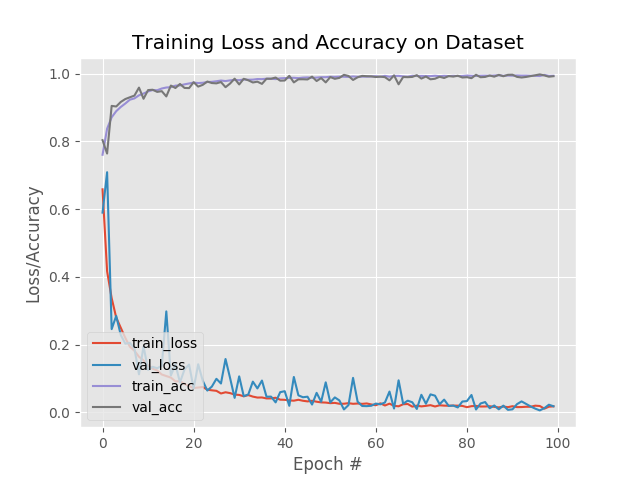 Training Loss and Accuracy on Dataset
1.0
0.8
0.6
0.4
0.2
0.0
Loss/Accuracy
train_loss
val_loss
train_acc
val_acc
0 20 40 60 80 100
Epoch #